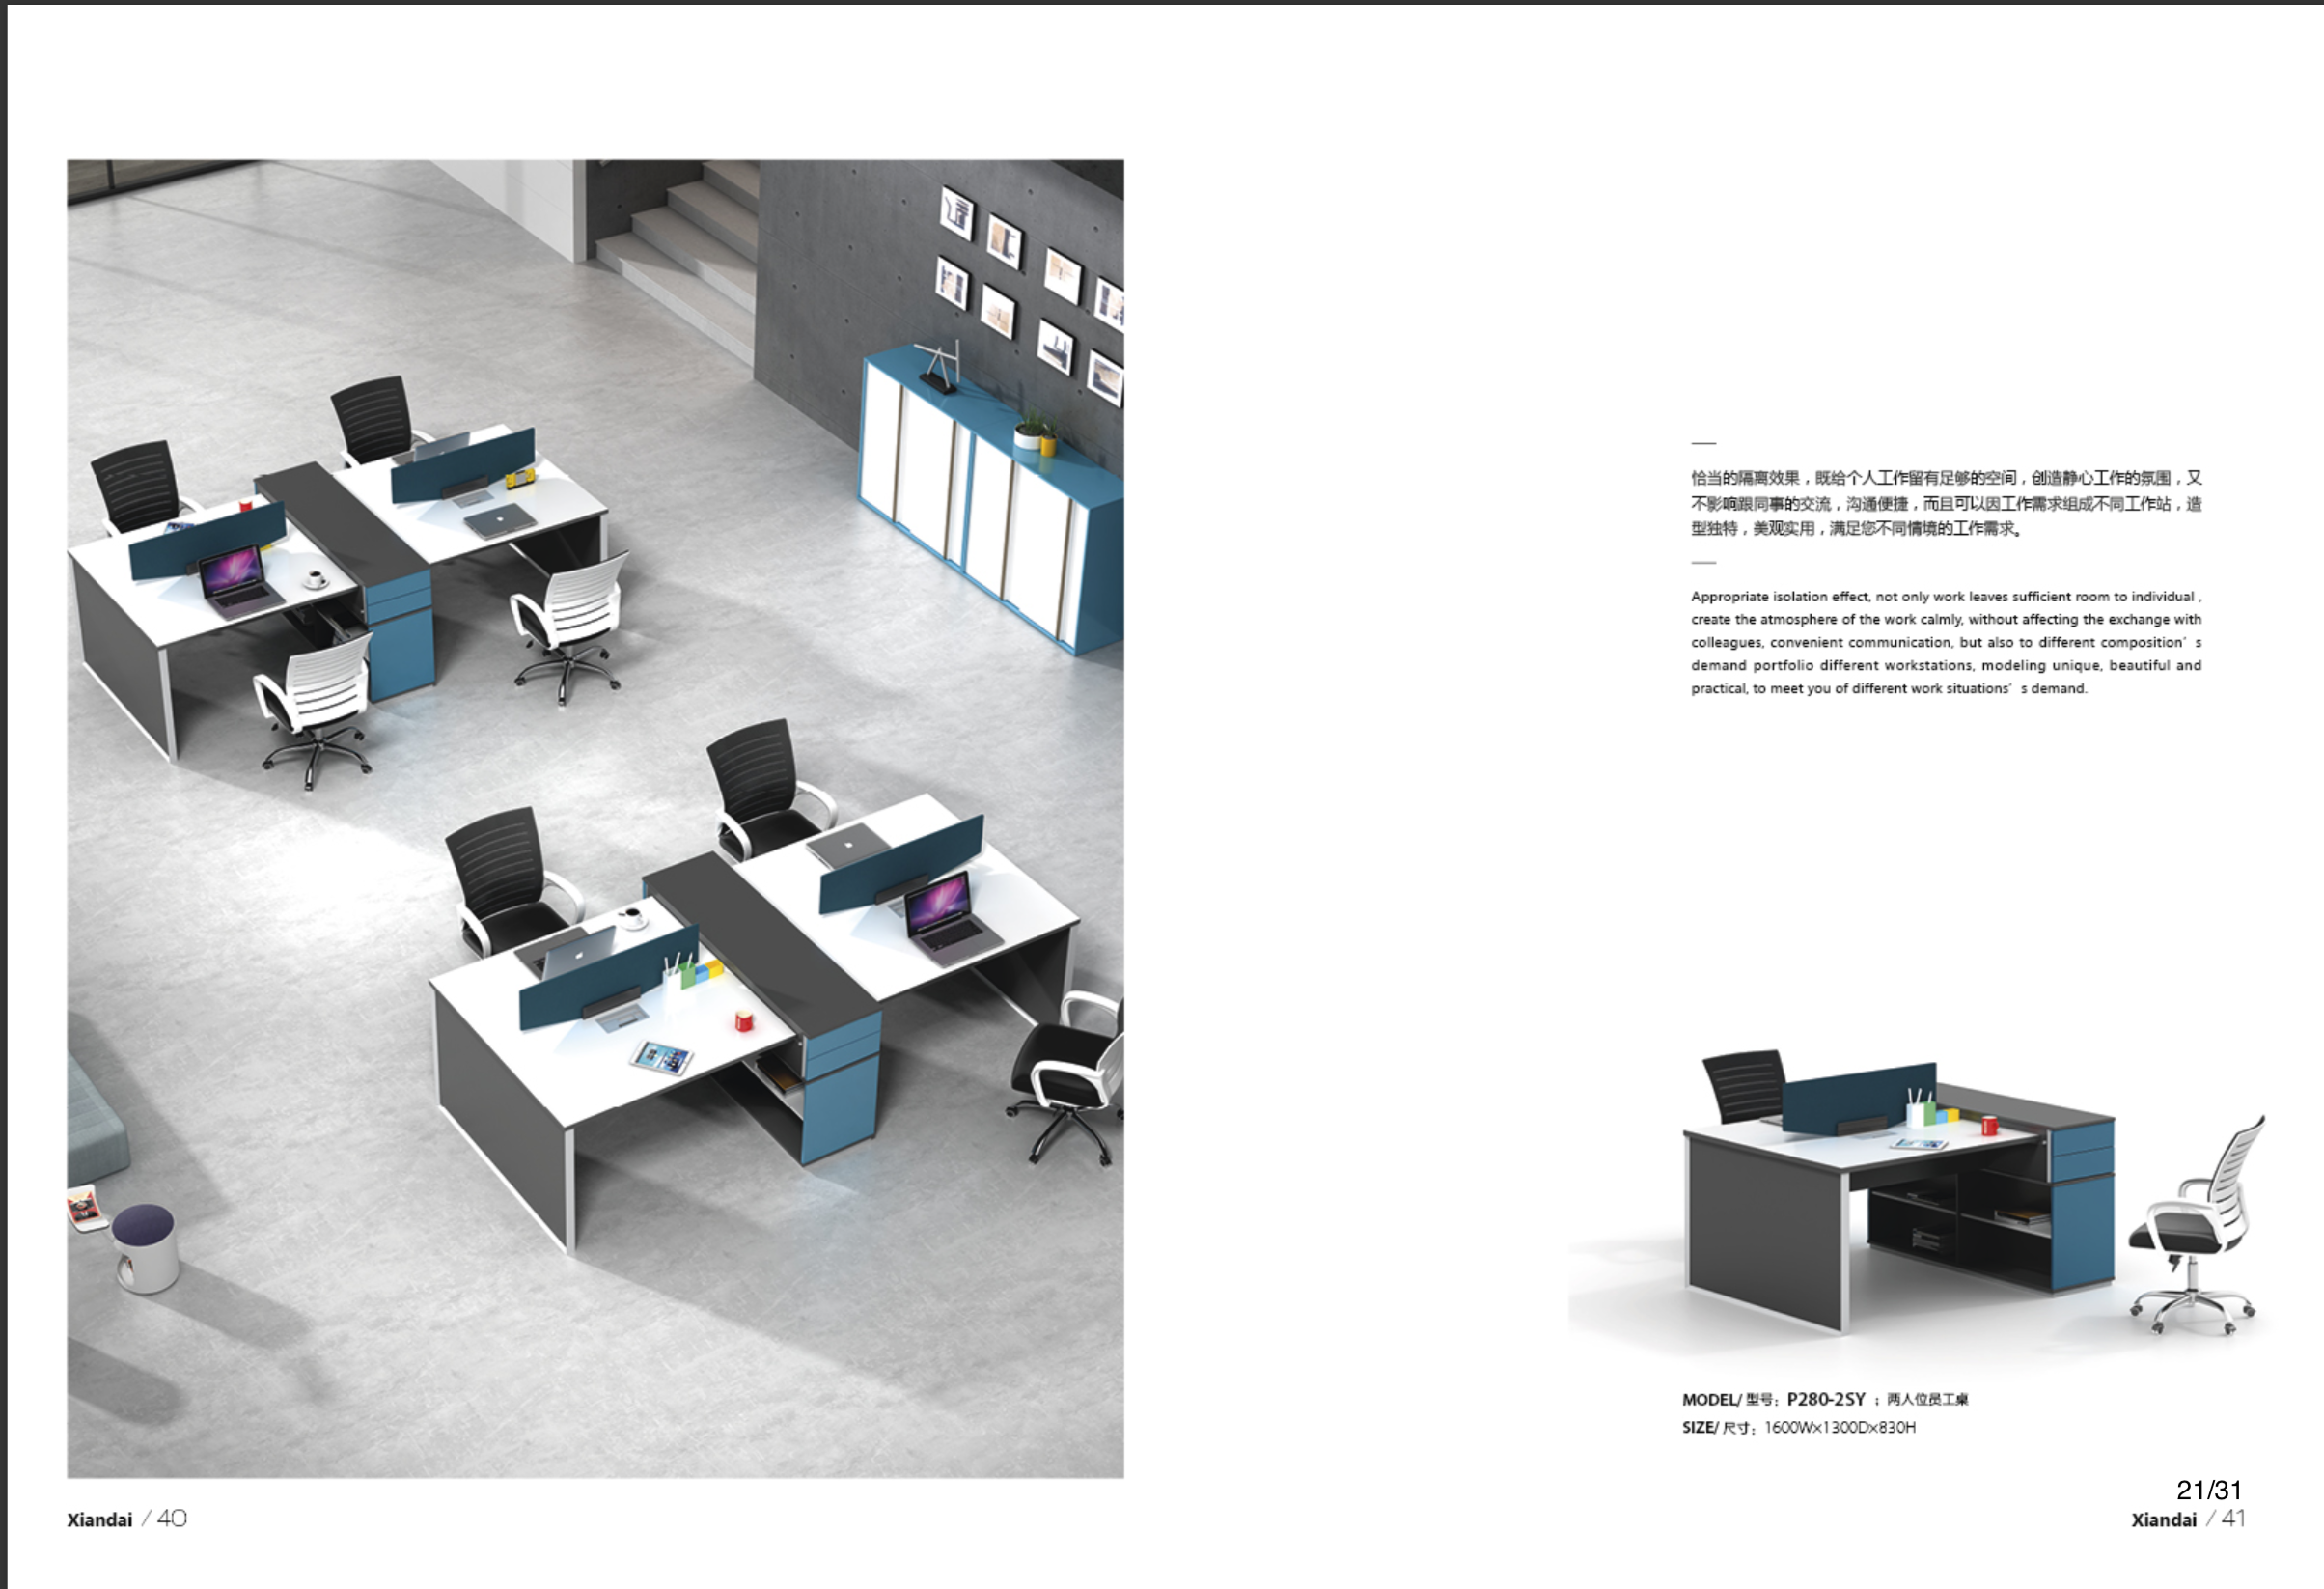 恰当的隔离效果，既给个人工作留有足够的空间，创造静心工作的氛围，又
不影响跟同事的交流，沟通便捷，而且可以因工作需求组成不同工作站，造
型独特，美观实用，满足您不同情境的工作需求。
Appropriate isolation effect, not only work leaves sufficient room to individual ,
create the atmosphere of the work calmly, without affecting the exchange with
colleagues, convenient communication, but also to different composition’ s
demand portfolio different workstations, modeling unique, beautiful and
practical, to meet you of different work situations’ s demand.
MODEL/ 型号：P280-2SY ；两人位员工桌
SIZE/ 尺寸：1600W×1300D×830H
21/31
Xiandai / 40
Xiandai / 41